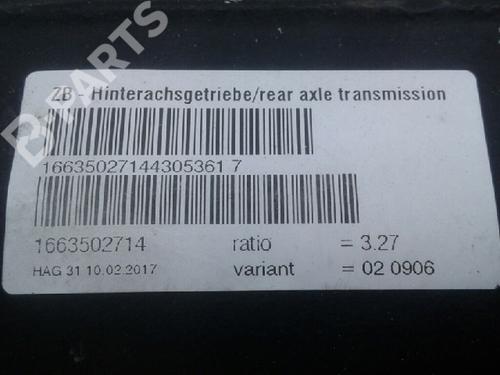 B-PARTS
ZB - Hinterachsgetriebe/rear axle transmission
16635027144305361 7
1663502714 ratio = 3.27
HAG 31 10.02.2017 variant = 02 0906